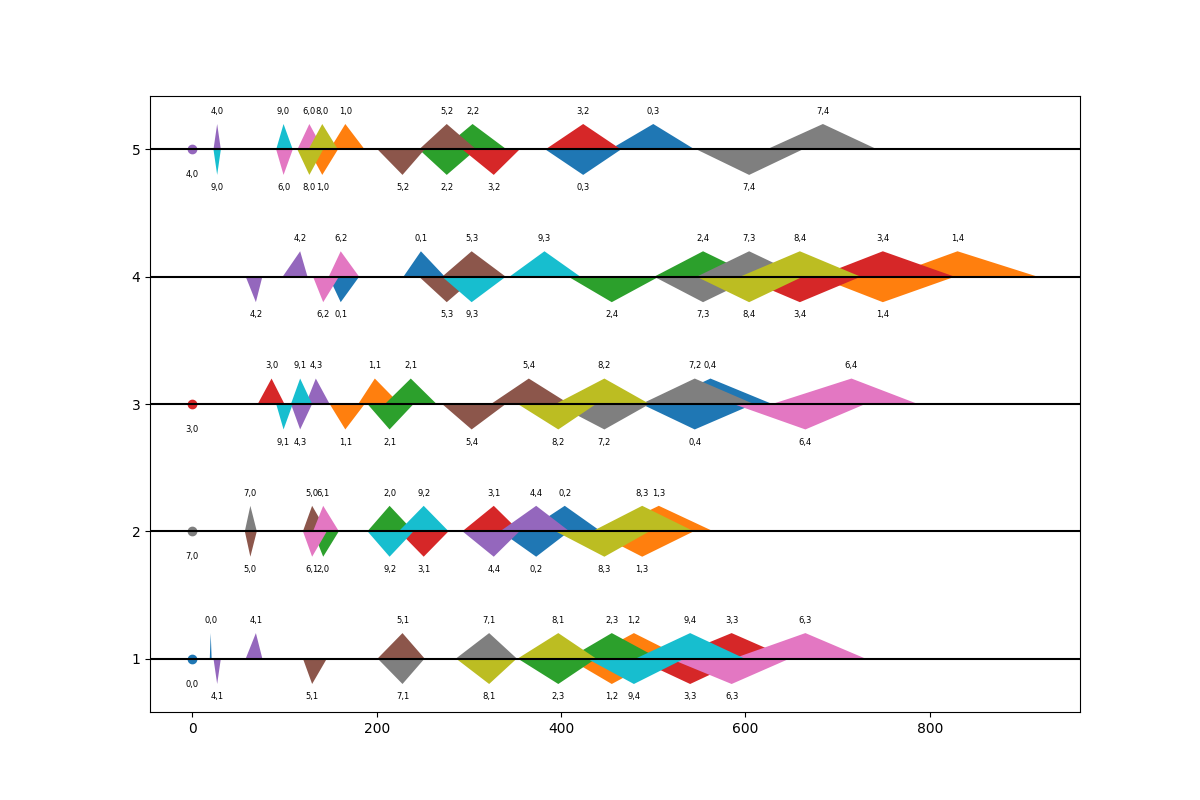 4,0 9,0 6,0 8,0 1,0 5,2 2,2 3,2 0,3 7,4
5
4,0 9,0 6,0 8,0 1,0 5,2 2,2 3,2 0,3 7,4
4,2 6,2 0,1 5,3 9,3 2,4 7,3 8,4 3,4 1,4
4
4,2 6,2 0,1 5,3 9,3 2,4 7,3 8,4 3,4 1,4
3,0 9,1 4,3 1,1 2,1 5,4 8,2 7,2 0,4 6,4
3
3,0 9,1 4,3 1,1 2,1 5,4 8,2 7,2 0,4 6,4
7,0 5,0 6,1 2,0 9,2 3,1 4,4 0,2 8,3 1,3
2
7,0 5,0 6,1 2,0 9,2 3,1 4,4 0,2 8,3 1,3
0,0 4,1 5,1 7,1 8,1 2,3 1,2 9,4 3,3 6,3
1
0,0 4,1 5,1 7,1 8,1 2,3 1,2 9,4 3,3 6,3
0 200 400 600 800